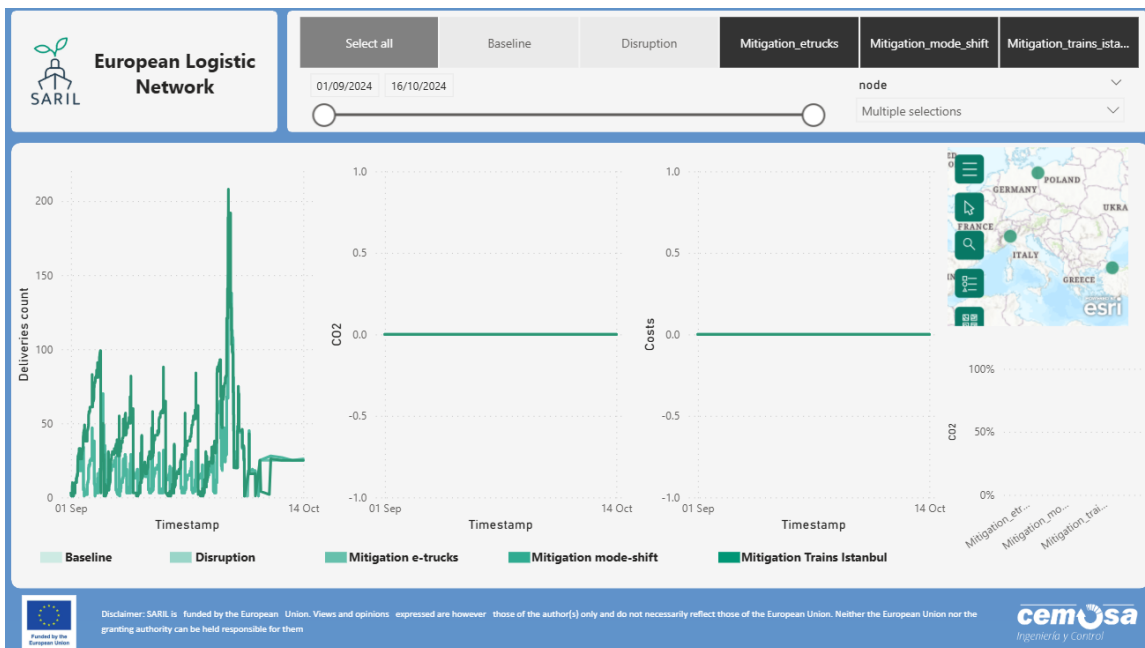 SARIL
European Logistic
Network
Select all
Baseline
Disruption
Mitigation_etrucks
Mitigation_mode_shift
Mitigation_trains_ista...
01/09/2024
16/10/2024
node
Multiple selections
Deliveries count
200
150
100
50
0
01 Sep
14 Oct
Timestamp
CO2
1.0
0.5
0.0
-0.5
-1.0
01 Sep
14 Oct
Timestamp
Costs
1.0
0.5
0.0
-0.5
-1.0
01 Sep
14 Oct
Timestamp
POLAND
GERMANY
UKRA
FRANCE
ITALY
GREECE
esri
CO2
100%
50%
0%
Mitigation_etr...
Mitigation_mo...
Mitigation_trai...
Baseline
Disruption
Mitigation e-trucks
Mitigation mode-shift
Mitigation Trains Istanbul
Funded by the
European Union
Disclaimer: SARIL is funded by the European Union. Views and opinions expressed are however those of the author(s) only and do not necessarily reflect those of the European Union. Neither the European Union nor the
granting authority can be held responsible for them
cemosa
Ingeniería y Control